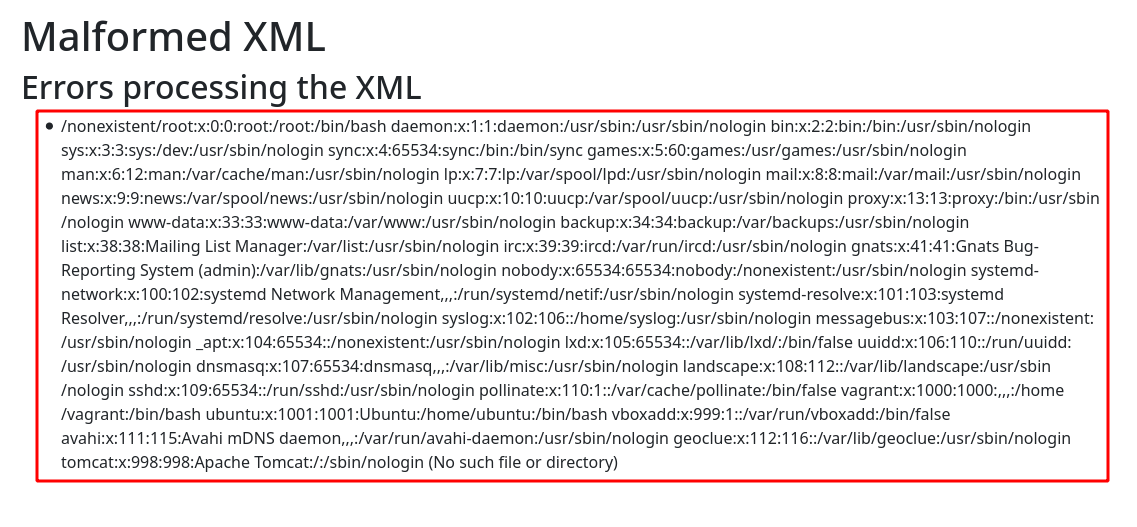 Malformed XML
Errors processing the XML
• /nonexistent/root:x:0:0:root:/root:/bin/bash daemon:x:1:1:daemon:/usr/sbin:/usr/sbin/nologin bin:x:2:2:bin:/bin:/usr/sbin/nologin
sys:x:3:3:sys:/dev:/usr/sbin/nologin sync:x:4:65534:sync:/bin:/bin/sync games:x:5:60:games:/usr/games:/usr/sbin/nologin
man:x:6:12:man:/var/cache/man:/usr/sbin/nologin lp:x:7:7:lp:/var/spool/lpd:/usr/sbin/nologin mail:x:8:8:mail:/var/mail:/usr/sbin/nologin
news:x:9:9:news:/var/spool/news:/usr/sbin/nologin uucp:x:10:10:uucp:/var/spool/uucp:/usr/sbin/nologin proxy:x:13:13:proxy:/bin:/usr/sbin
/nologin www-data:x:33:33:www-data:/var/www:/usr/sbin/nologin backup:x:34:34:backup:/var/backups:/usr/sbin/nologin
list:x:38:38:Mailing List Manager:/var/list:/usr/sbin/nologin irc:x:39:39:ircd:/var/run/ircd:/usr/sbin/nologin gnats:x:41:41:Gnats Bug-
Reporting System (admin):/var/lib/gnats:/usr/sbin/nologin nobody:x:65534:65534:nobody:/nonexistent:/usr/sbin/nologin systemd-
network:x:100:102:systemd Network Management,,,:/run/systemd/netif:/usr/sbin/nologin systemd-resolve:x:101:103:systemd
Resolver,,,:/run/systemd/resolve:/usr/sbin/nologin syslog:x:102:106::/home/syslog:/usr/sbin/nologin messagebus:x:103:107::/nonexistent:
/usr/sbin/nologin _apt:x:104:65534::/nonexistent:/usr/sbin/nologin lxd:x:105:65534::/var/lib/lxd/:/bin/false uuidd:x:106:110::/run/uuidd:
/usr/sbin/nologin dnsmasq:x:107:65534:dnsmasq,,,:/var/lib/misc:/usr/sbin/nologin landscape:x:108:112::/var/lib/landscape:/usr/sbin
/nologin sshd:x:109:65534::/run/sshd:/usr/sbin/nologin pollinate:x:110:1::/var/cache/pollinate:/bin/false vagrant:x:1000:1000:,,,:/home
/vagrant:/bin/bash ubuntu:x:1001:1001:Ubuntu:/home/ubuntu:/bin/bash vboxadd:x:999:1::/var/run/vboxadd:/bin/false
avahi:x:111:115:Avahi mDNS daemon,,,:/var/run/avahi-daemon:/usr/sbin/nologin geoclue:x:112:116::/var/lib/geoclue:/usr/sbin/nologin
tomcat:x:998:998:Apache Tomcat:/:/sbin/nologin (No such file or directory)